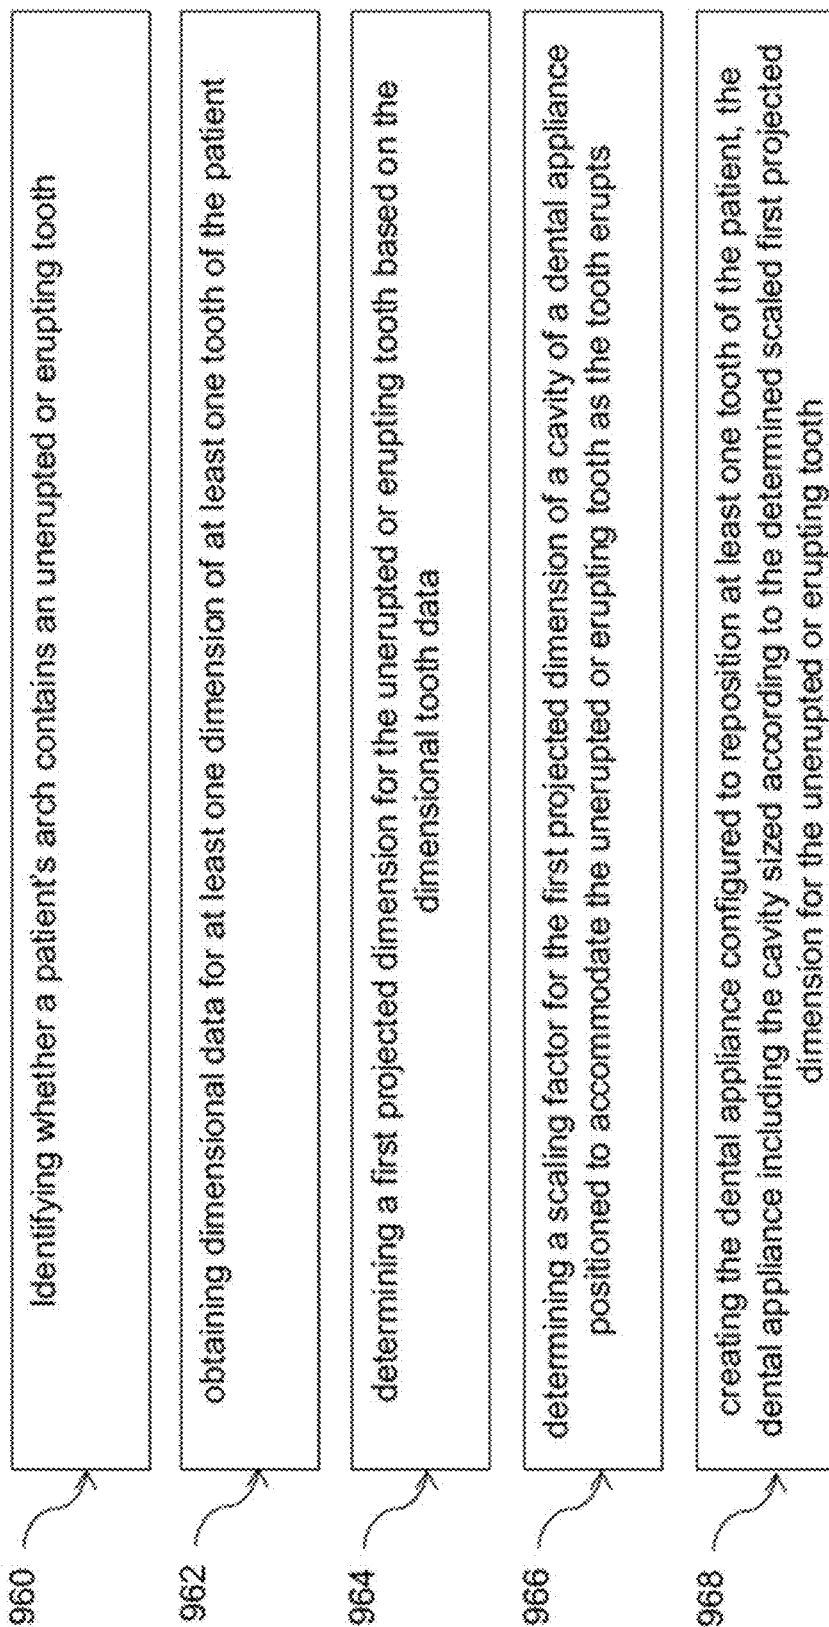 960
Identifying whether a patient's arch contains an unerupted or erupting tooth
962
obtaining dimensional data for at least one dimension of at least one tooth of the patient
964
determining a first projected dimension for the unerupted or erupting tooth based on the
dimensional tooth data
966
determining a scaling factor for the first projected dimension of a cavity of a dental appliance
positioned to accommodate the unerupted or erupting tooth as the tooth erupts
968
creating the dental appliance configured to reposition at least one tooth of the patient, the
dental appliance including the cavity sized according to the determined scaled first projected
dimension for the unerupted or erupting tooth